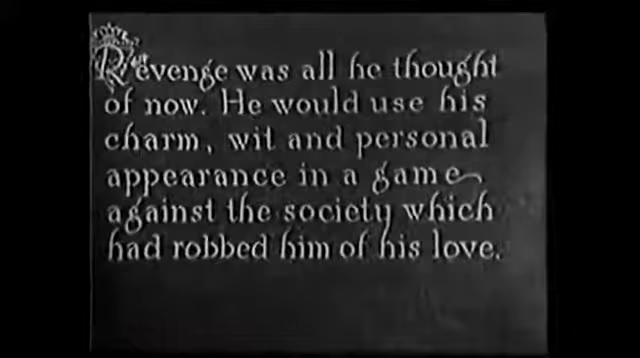 Revenge was all he thought
of now. He would use his
charm, wit and personal
appearance in a game
against the society which
had robbed him of his love.